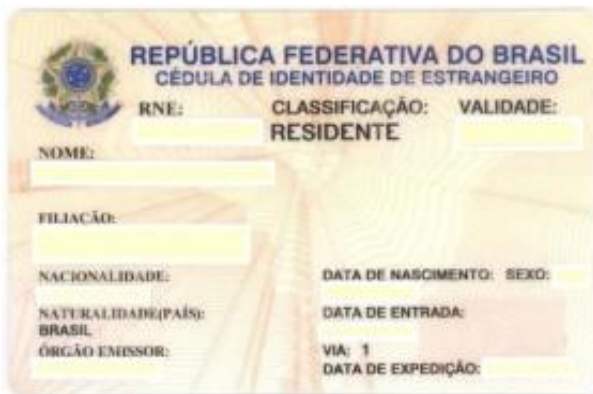 REPÚBLICA FEDERATIVA DO BRASIL
CÉDULA DE IDENTIDADE DE ESTRANGEIRO
RNE: CLASSIFICAÇÃO: VALIDADE:
RESIDENTE
NOME:
FILIAÇÃO:
NACIONALIDADE: DATA DE NASCIMENTO: SEXO:
NATURALIDADE(PAÍS): DATA DE ENTRADA:
BRASIL
ÓRGÃO EMISSOR: VIA: 1
DATA DE EXPEDIÇÃO: